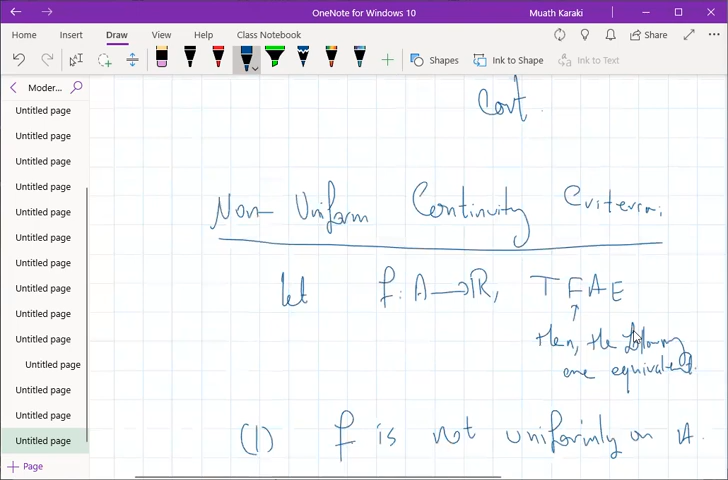 OneNote for Windows 10
Muath Karaki
Home Insert Draw View Help Class Notebook
Share
Shapes Ink to Shape Ink to Text
Moder...
Untitled page
Untitled page
Untitled page
Untitled page
Untitled page
Untitled page
Untitled page
Untitled page
Untitled page
Untitled page
Untitled page
Untitled page
Untitled page
Untitled page
+ Page
Cont.
Non-Uniform Continuity Criterion:
let f: A → ℝ, TFAE
↑
then, the following
are equivalent.
(1) f is not uniformly on A.